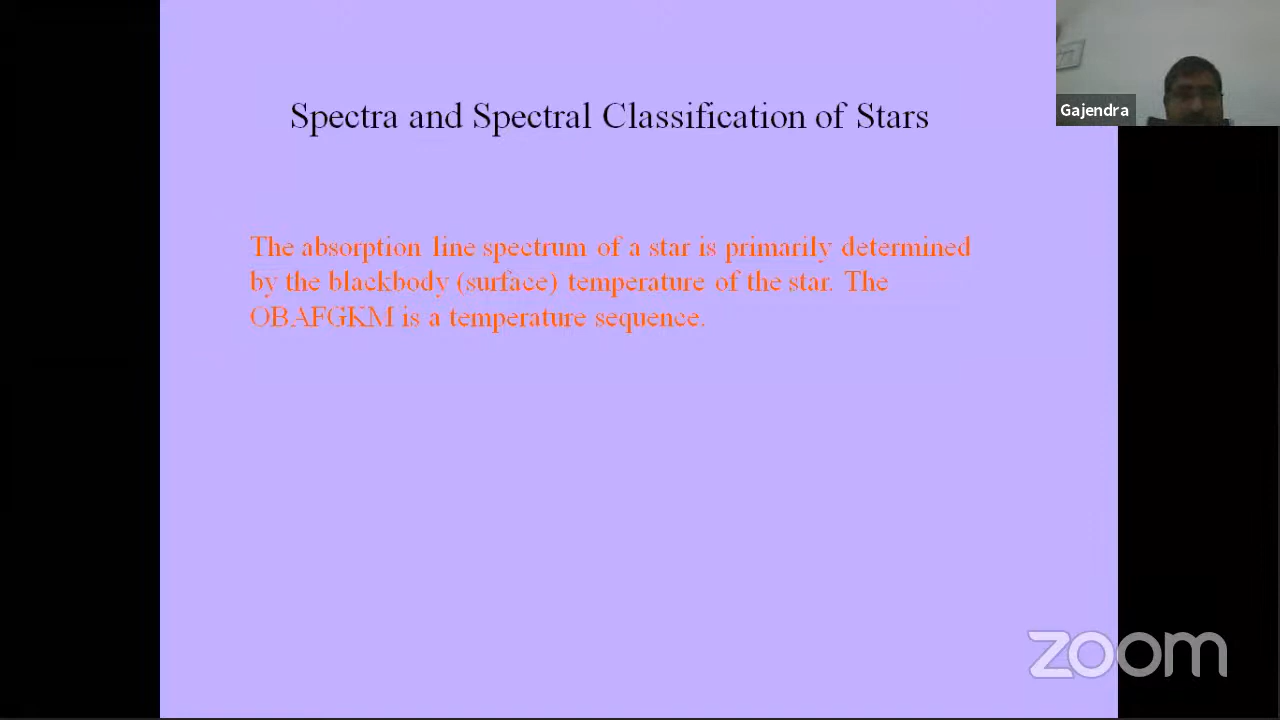 Spectra and Spectral Classification of Stars
Gajendra
The absorption line spectrum of a star is primarily determined
by the blackbody (surface) temperature of the star. The
OBAFGKM is a temperature sequence.
zoom